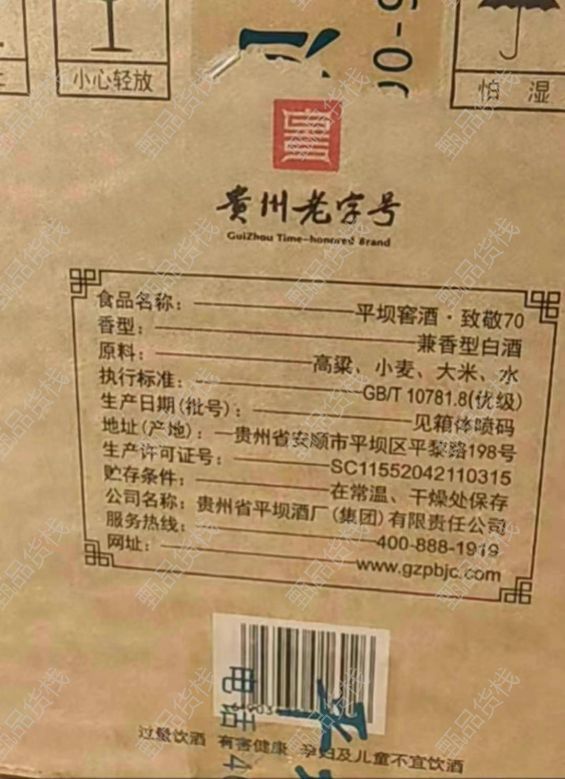 小心轻放
怕 湿
贵州老字号
GuiZhou Time-honored Brand
食品名称：平坝窖酒·致敬70
香型：兼香型白酒
原料：高粱、小麦、大米、水
执行标准：GB/T 10781.8(优级)
生产日期(批号)：见箱体喷码
地址(产地)：贵州省安顺市平坝区平黎路198号
生产许可证号：SC11552042110315
贮存条件：在常温、干燥处保存
公司名称：贵州省平坝酒厂(集团)有限责任公司
服务热线：400-888-1919
网址：www.gzpbjc.com
电话
过量饮酒 有害健康 孕妇及儿童不宜饮酒
甄品货栈